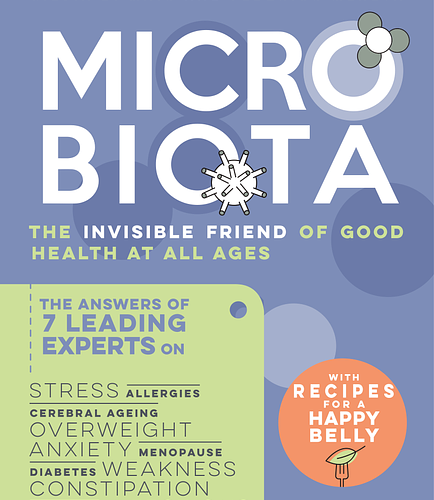 MICRO
BIOTA
THE INVISIBLE FRIEND OF GOOD
HEALTH AT ALL AGES
THE ANSWERS OF
7 LEADING
EXPERTS ON
STRESS ALLERGIES
CEREBRAL AGEING
OVERWEIGHT
ANXIETY MENOPAUSE
DIABETES WEAKNESS
CONSTIPATION
WITH
RECIPES
FOR A
HAPPY
BELLY